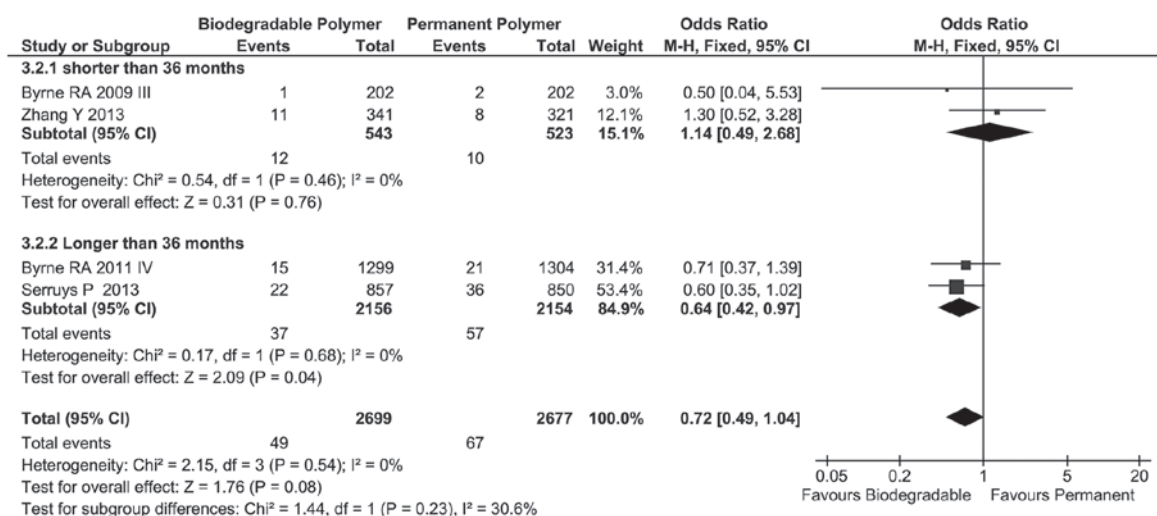 Biodegradable Polymer Permanent Polymer Odds Ratio Odds Ratio
Study or Subgroup Events Total Events Total Weight M-H, Fixed, 95% CI M-H, Fixed, 95% CI
3.2.1 shorter than 36 months
Byrne RA 2009 III 1 202 2 202 3.0% 0.50 [0.04, 5.53]
Zhang Y 2013 11 341 8 321 12.1% 1.30 [0.52, 3.28]
Subtotal (95% CI) 543 523 15.1% 1.14 [0.49, 2.68]
Total events 12 10
Heterogeneity: Chi² = 0.54, df = 1 (P = 0.46); I² = 0%
Test for overall effect: Z = 0.31 (P = 0.76)
3.2.2 Longer than 36 months
Byrne RA 2011 IV 15 1299 21 1304 31.4% 0.71 [0.37, 1.39]
Serruys P 2013 22 857 36 850 53.4% 0.60 [0.35, 1.02]
Subtotal (95% CI) 2156 2154 84.9% 0.64 [0.42, 0.97]
Total events 37 57
Heterogeneity: Chi² = 0.17, df = 1 (P = 0.68); I² = 0%
Test for overall effect: Z = 2.09 (P = 0.04)
Total (95% CI) 2699 2677 100.0% 0.72 [0.49, 1.04]
Total events 49 67
Heterogeneity: Chi² = 2.15, df = 3 (P = 0.54); I² = 0%
Test for overall effect: Z = 1.76 (P = 0.08)
Test for subgroup differences: Chi² = 1.44, df = 1 (P = 0.23), I² = 30.6%
0.05 0.2 1 5 20
Favours Biodegradable Favours Permanent